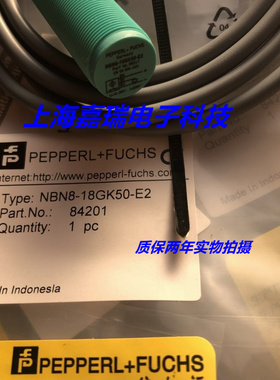 PEPPERL+FUCHS
上海嘉瑞电子科技
PEPPERL+FUCHS
nternet:http://www.pepperl-fuchs.com
Type: NBN8-18GK50-E2
Part.No.: 84201
Quantity: 1 pc
质保两年实物拍摄
in Indonesia
PEPPERL+FUCHS